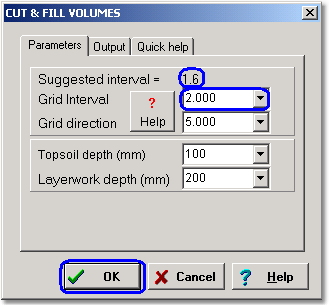 CUT & FILL VOLUMES
Parameters Output Quick help
Suggested interval = 1.6
Grid Interval ? 2.000
Grid direction Help 5.000
Topsoil depth (mm) 100
Layerwork depth (mm) 200
OK Cancel ? Help